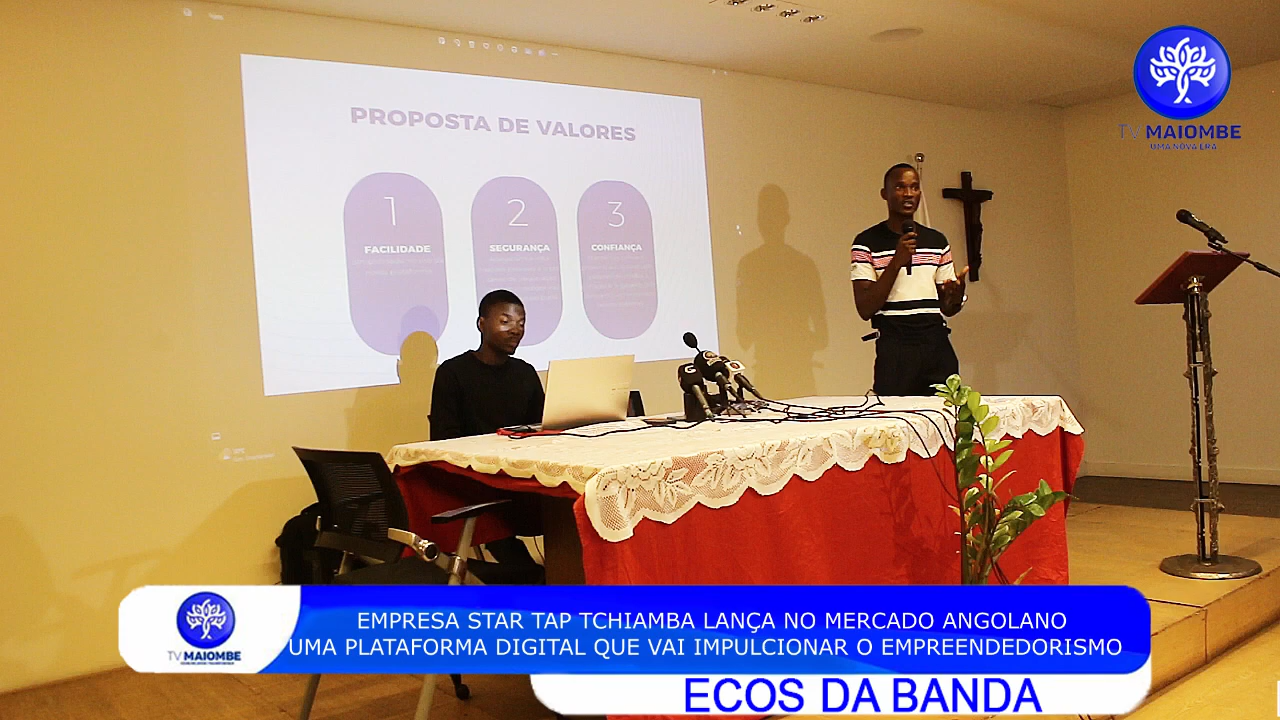 PROPOSTA DE VALORES
1
FACILIDADE
2
SEGURANÇA
3
CONFIANÇA
TV MAIOMBE
UMA NOVA ERA
EMPRESA STAR TAP TCHIAMBA LANÇA NO MERCADO ANGOLANO
UMA PLATAFORMA DIGITAL QUE VAI IMPULCIONAR O EMPREENDEDORISMO
TV MAIOMBE
ECOS DA BANDA